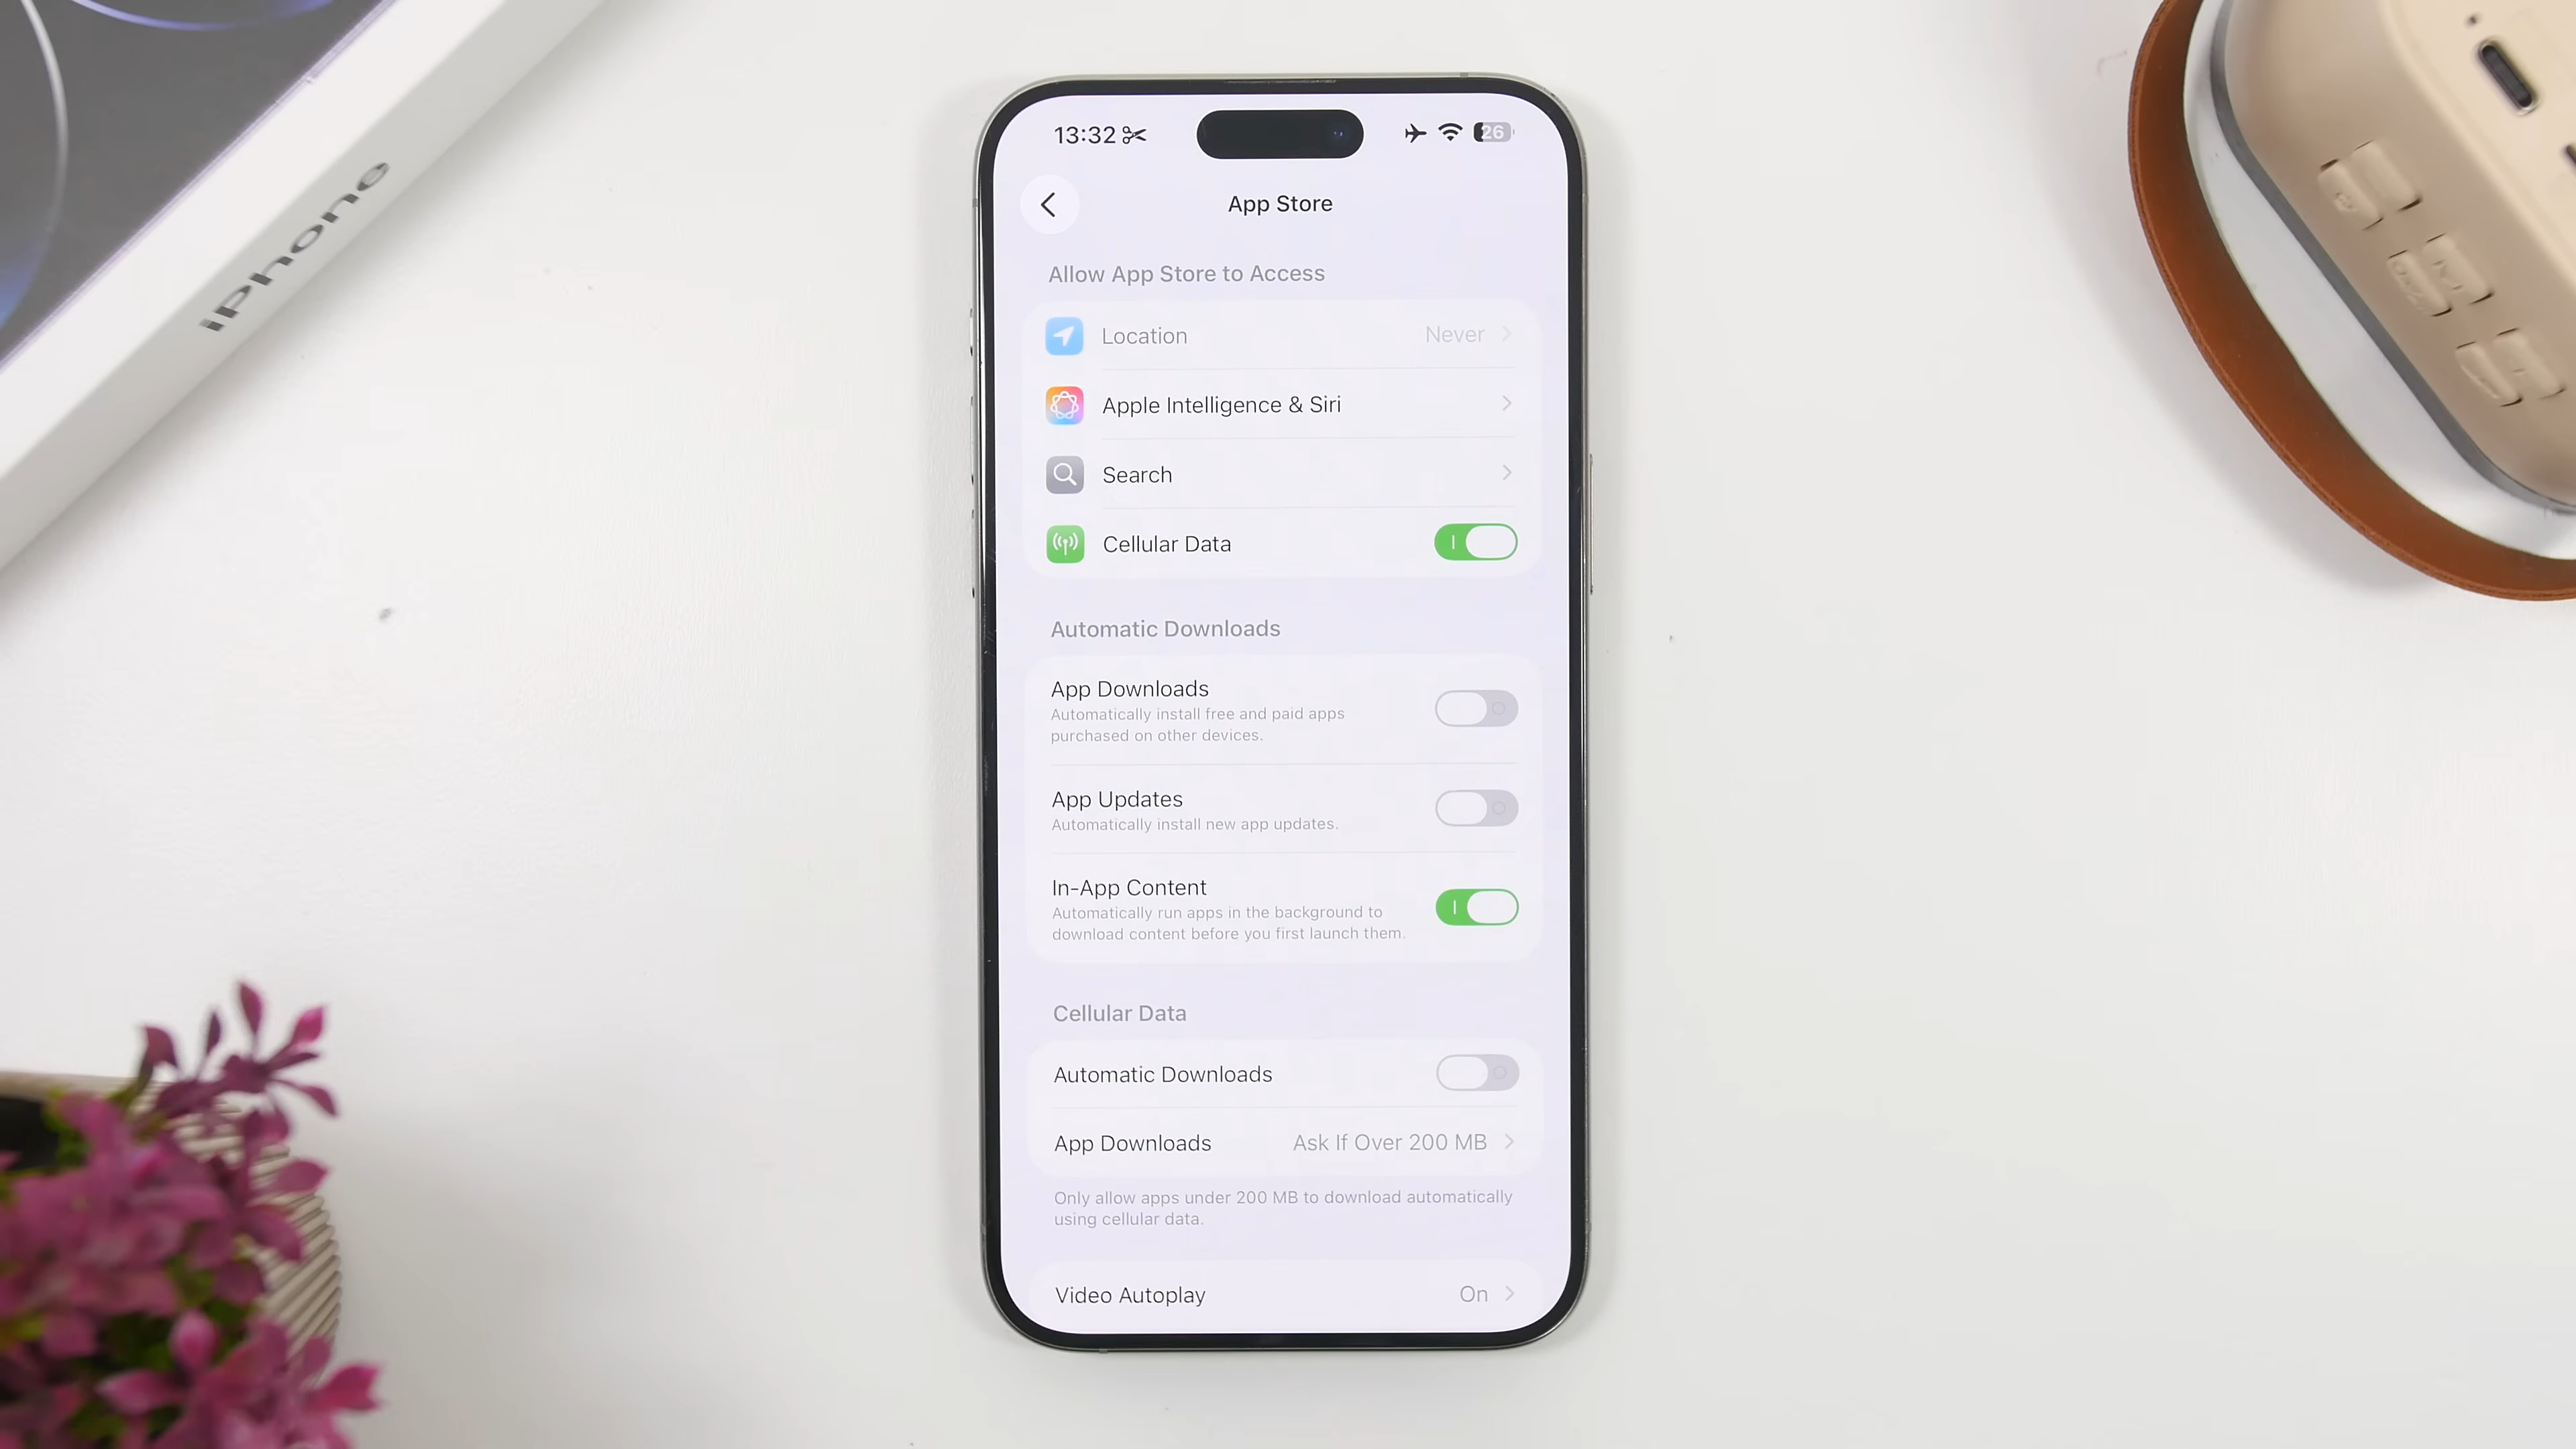 iPhone
13:32
26
App Store
Allow App Store to Access
Location
Never
Apple Intelligence & Siri
Search
Cellular Data
Automatic Downloads
App Downloads
Automatically install free and paid apps
purchased on other devices.
App Updates
Automatically install new app updates.
In-App Content
Automatically run apps in the background to
download content before you first launch them.
Cellular Data
Automatic Downloads
App Downloads
Ask If Over 200 MB
Only allow apps under 200 MB to download automatically
using cellular data.
Video Autoplay
On